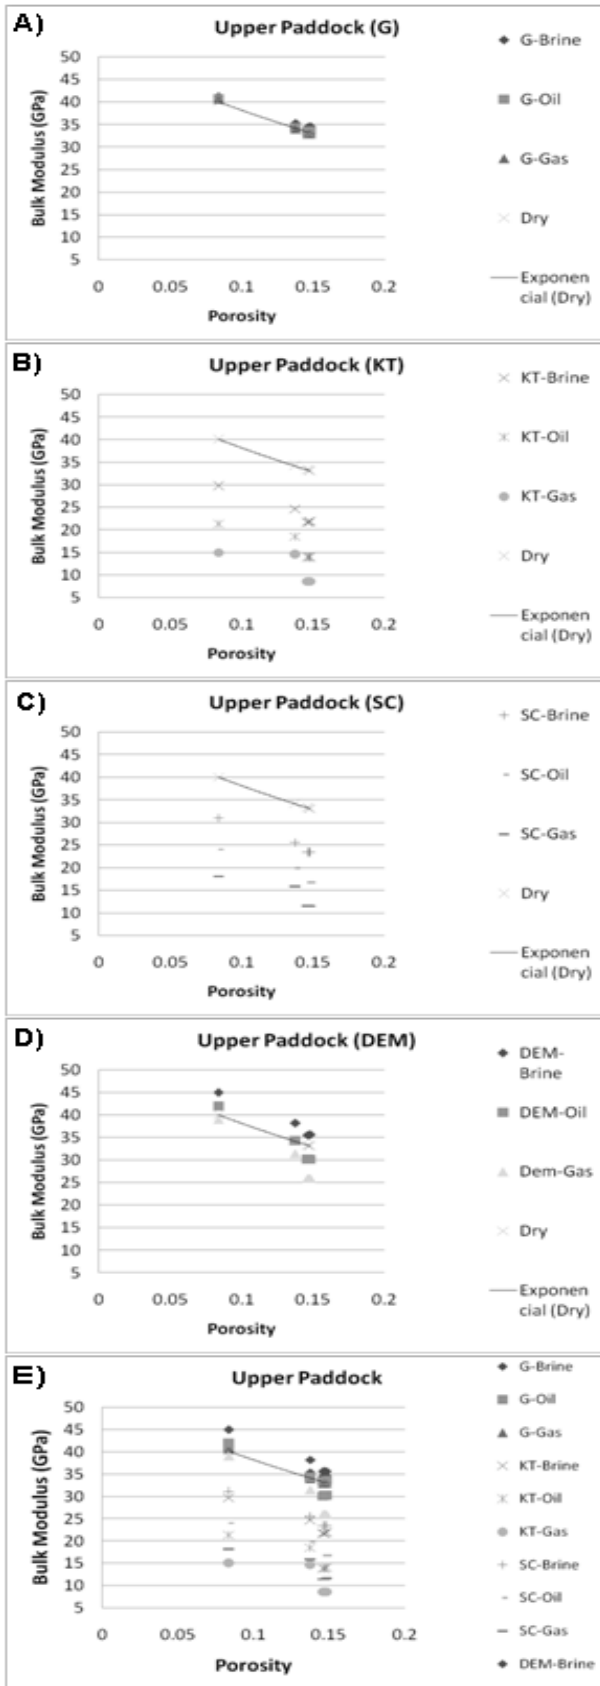 A)
Upper Paddock (G)
Bulk Modulus (GPa)
50
45
40
35
30
25
20
15
10
5
0
0.05
0.1
0.15
0.2
Porosity
G-Brine
G-Oil
G-Gas
Dry
Exponen
cial (Dry)
B)
Upper Paddock (KT)
Bulk Modulus (GPa)
50
45
40
35
30
25
20
15
10
5
0
0.05
0.1
0.15
0.2
Porosity
KT-Brine
KT-Oil
KT-Gas
Dry
Exponen
cial (Dry)
C)
Upper Paddock (SC)
Bulk Modulus (GPa)
50
45
40
35
30
25
20
15
10
5
0
0.05
0.1
0.15
0.2
Porosity
SC-Brine
SC-Oil
SC-Gas
Dry
Exponen
cial (Dry)
D)
Upper Paddock (DEM)
Bulk Modulus (GPa)
50
45
40
35
30
25
20
15
10
5
0
0.05
0.1
0.15
0.2
Porosity
DEM-
Brine
DEM-Oil
Dem-Gas
Dry
Exponen
cial (Dry)
E)
Upper Paddock
Bulk Modulus (GPa)
50
45
40
35
30
25
20
15
10
5
0
0.05
0.1
0.15
0.2
Porosity
G-Brine
G-Oil
G-Gas
KT-Brine
KT-Oil
KT-Gas
SC-Brine
SC-Oil
SC-Gas
DEM-Brine